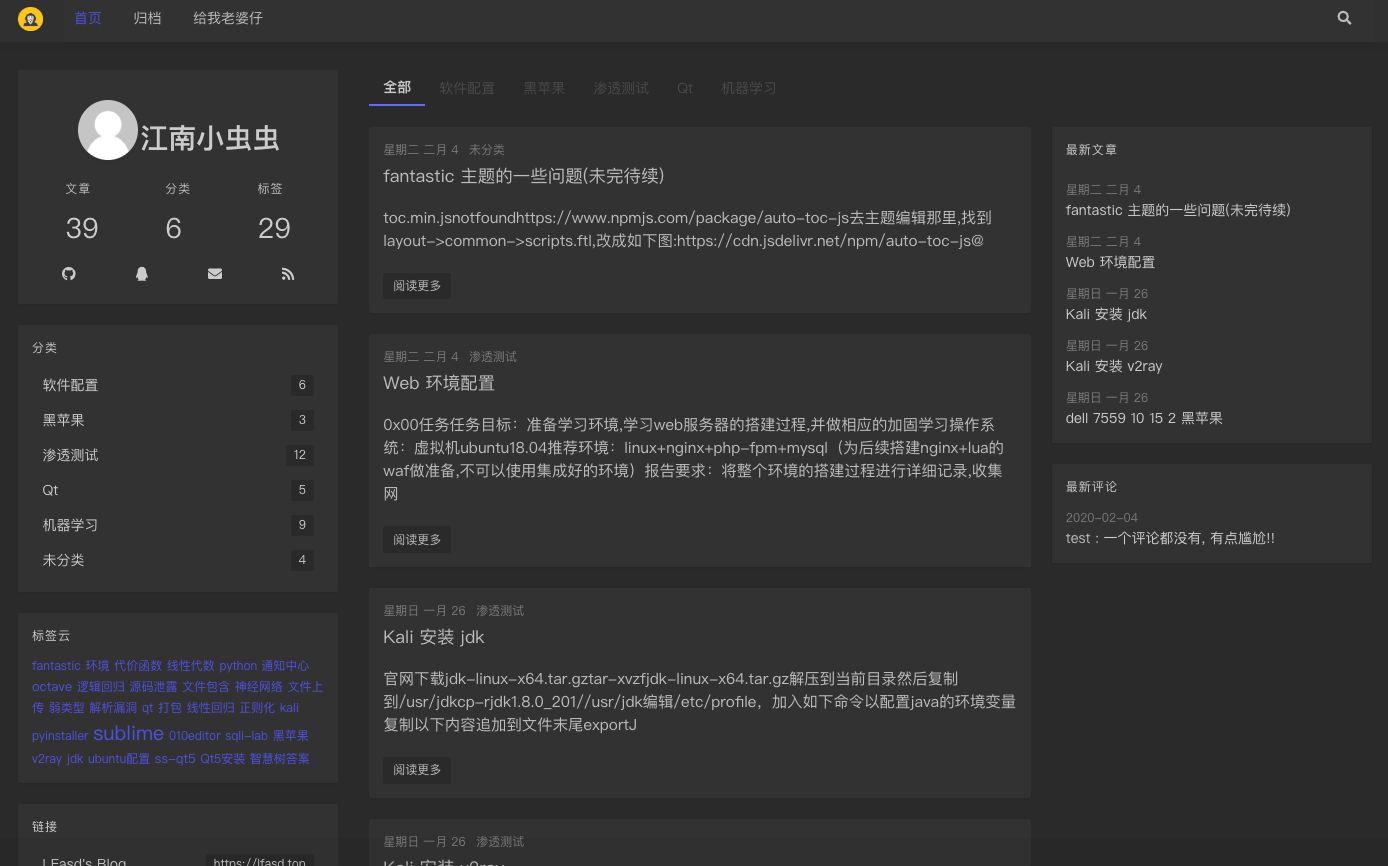 首页 归档 给我老婆仔
江南小虫虫
文章 分类 标签
39 6 29
分类
软件配置 6
黑苹果 3
渗透测试 12
Qt 5
机器学习 9
未分类 4
标签云
fantastic 环境 代价函数 线性代数 python 通知中心
octave 逻辑回归 源码泄露 文件包含 神经网络 文件上
传 弱类型 解析漏洞 qt 打包 线性回归 正则化 kali
pyinstaller sublime 010editor sqli-lab 黑苹果
v2ray jdk ubuntu配置 ss-qt5 Qt5安装 智慧树答案
链接
LFasd's Blog https://lfasd.top
全部 软件配置 黑苹果 渗透测试 Qt 机器学习
星期二 二月 4 未分类
fantastic 主题的一些问题(未完待续)
toc.min.jsnotfoundhttps://www.npmjs.com/package/auto-toc-js去主题编辑那里,找到
layout->common->scripts.ftl,改成如下图:https://cdn.jsdelivr.net/npm/auto-toc-js@
阅读更多
星期二 二月 4 渗透测试
Web 环境配置
0x00任务任务目标：准备学习环境,学习web服务器的搭建过程,并做相应的加固学习操作系
统：虚拟机ubuntu18.04推荐环境：linux+nginx+php-fpm+mysql（为后续搭建nginx+lua的
waf做准备,不可以使用集成好的环境）报告要求：将整个环境的搭建过程进行详细记录,收集
网
阅读更多
星期日 一月 26 渗透测试
Kali 安装 jdk
官网下载jdk-linux-x64.tar.gztar-xvzfjdk-linux-x64.tar.gz解压到当前目录然后复制
到/usr/jdkcp-rjdk1.8.0_201//usr/jdk编辑/etc/profile，加入如下命令以配置java的环境变量
复制以下内容追加到文件末尾exportJ
阅读更多
星期日 一月 26 渗透测试
Kali 安装 v2ray
最新文章
星期二 二月 4
fantastic 主题的一些问题(未完待续)
星期二 二月 4
Web 环境配置
星期日 一月 26
Kali 安装 jdk
星期日 一月 26
Kali 安装 v2ray
星期日 一月 26
dell 7559 10 15 2 黑苹果
最新评论
2020-02-04
test : 一个评论都没有, 有点尴尬!!